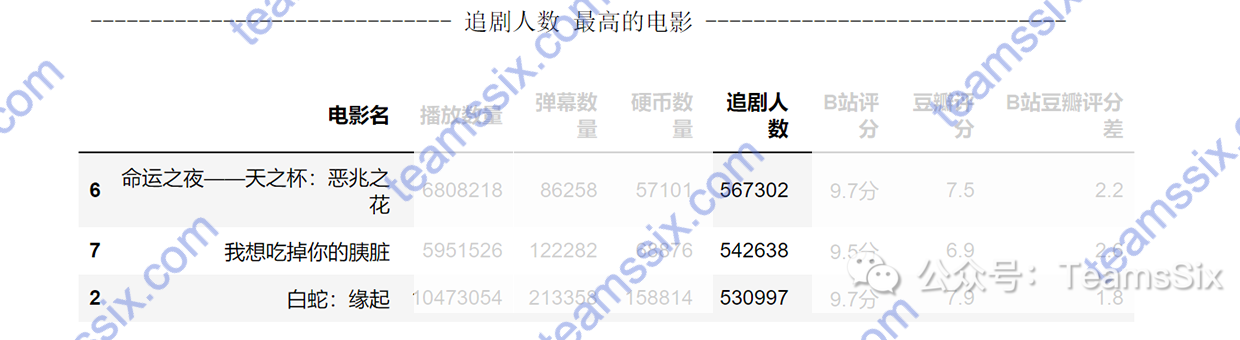 ------------------------------ 追剧人数 最高的电影 ------------------------------
电影名 播放数量 弹幕数量 硬币数量 追剧人数 B站评分 豆瓣评分 B站豆瓣评分差
6 命运之夜——天之杯：恶兆之花 6808218 86258 57101 567302 9.7分 7.5 2.2
7 我想吃掉你的胰脏 5951526 122282 68876 542638 9.5分 6.9 2.6
2 白蛇：缘起 10473054 213358 158814 530997 9.7分 7.9 1.8
公众号：TeamsSix
teamssix.com
teamssix.com
teamssix.com
teamssix.com